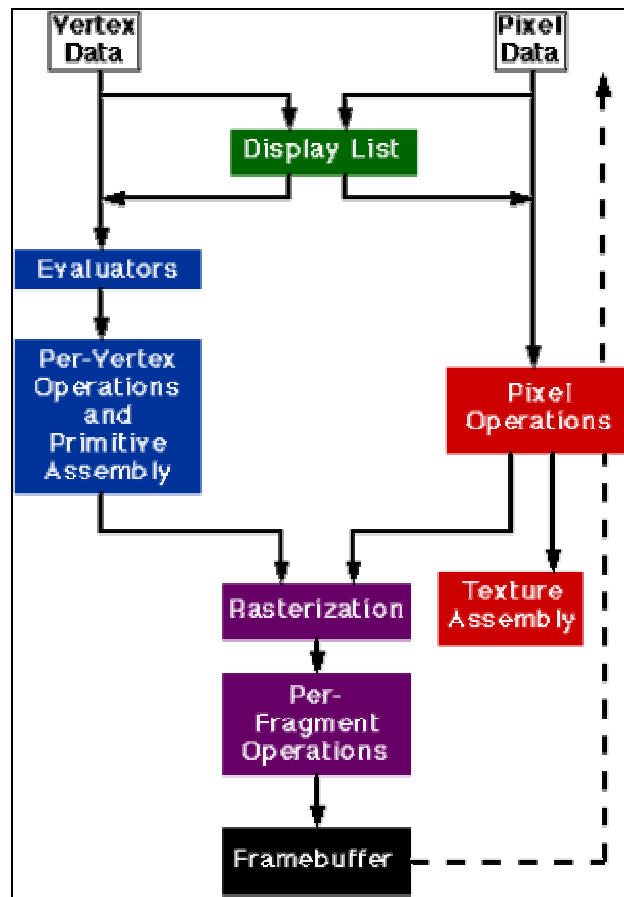 Vertex
Data
Pixel
Data
Display List
Evaluators
Per-Vertex
Operations
and
Primitive
Assembly
Pixel
Operations
Rasterization
Texture
Assembly
Per-
Fragment
Operations
Framebuffer